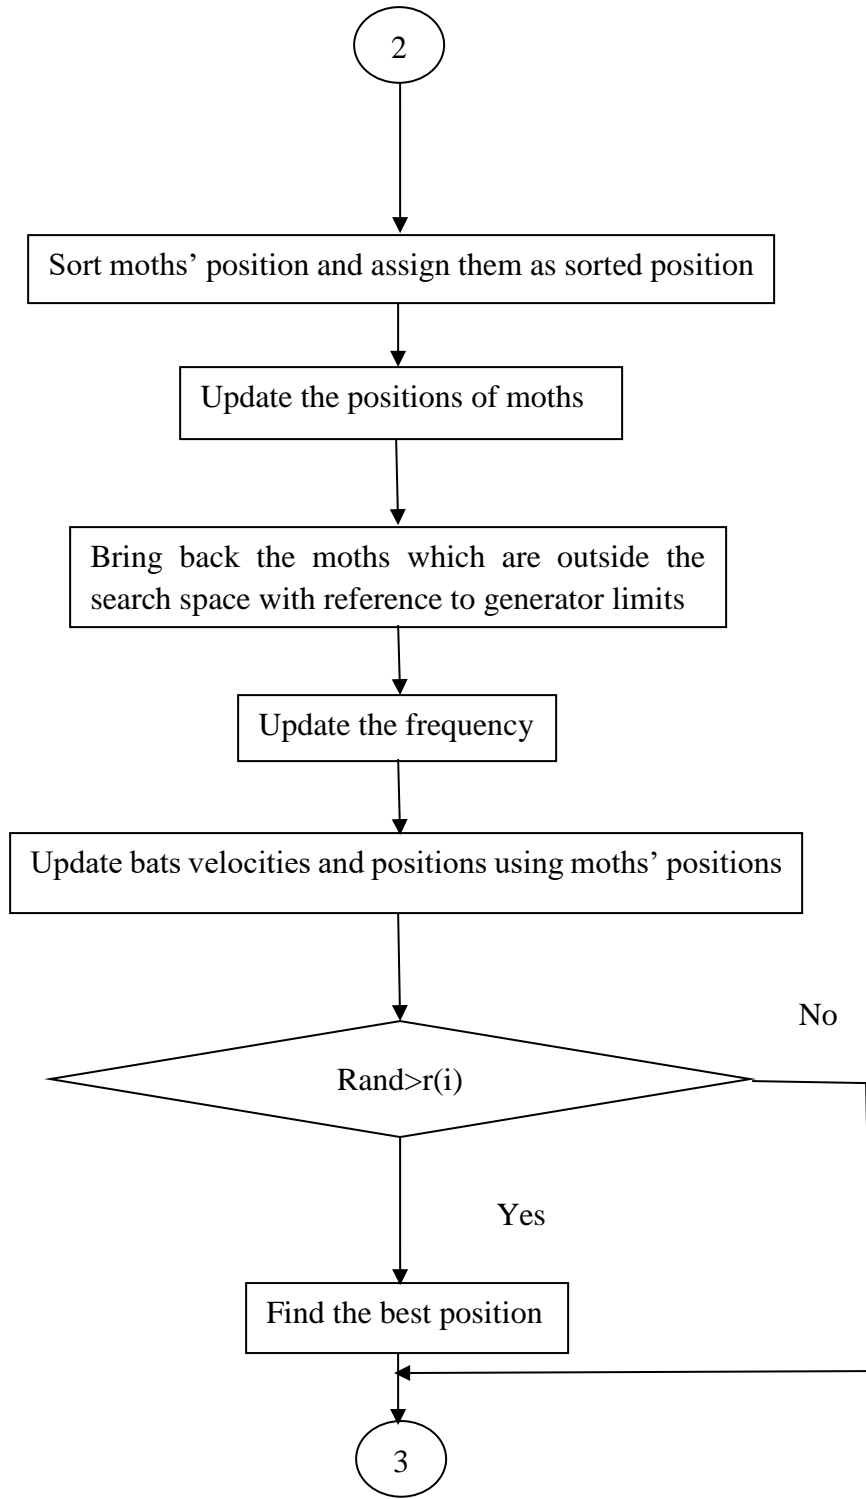 2
Sort moths’ position and assign them as sorted position
Update the positions of moths
Bring back the moths which are outside the
search space with reference to generator limits
Update the frequency
Update bats velocities and positions using moths’ positions
No
Rand>r(i)
Yes
Find the best position
3